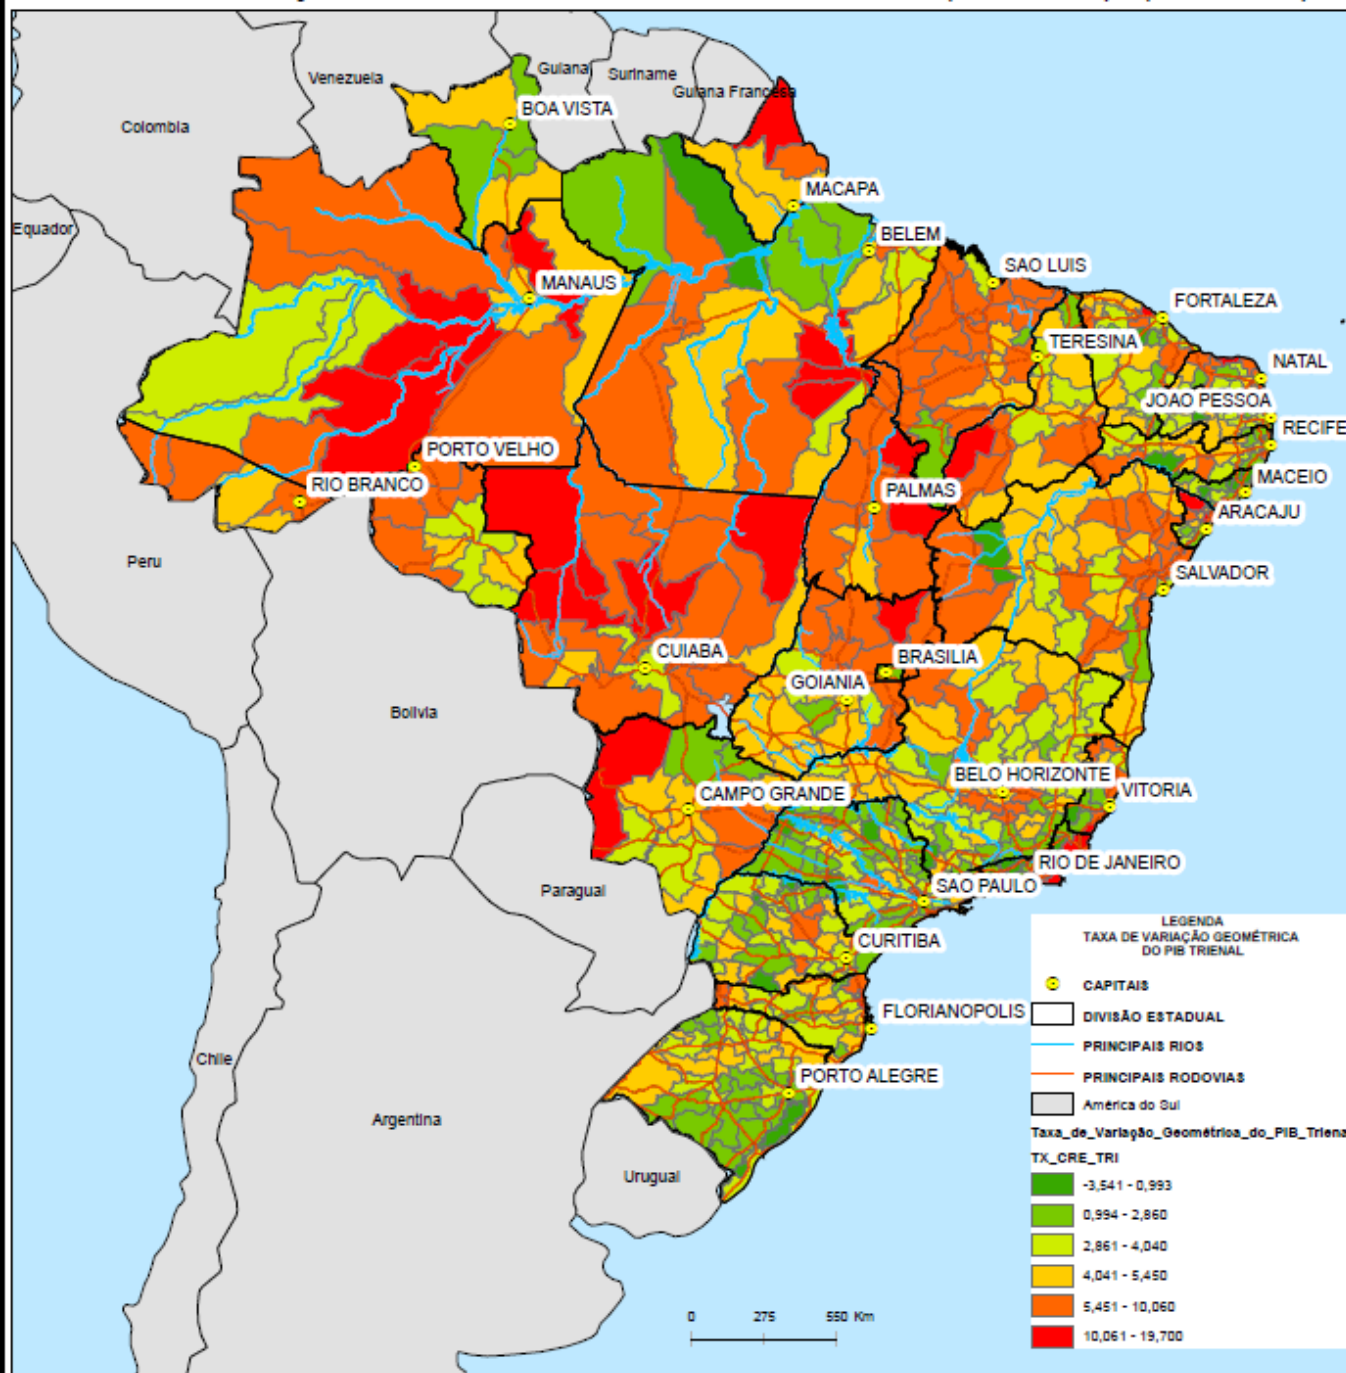 Venezuela
Guiana
Suriname
Guiana Francesa
BOA VISTA
Colombia
MACAPA
Equador
BELEM
SAO LUIS
MANAUS
FORTALEZA
TERESINA
NATAL
JOAO PESSOA
RECIFE
PORTO VELHO
RIO BRANCO
PALMAS
MACEIO
ARACAJU
Peru
SALVADOR
CUIABA
BRASILIA
GOIANIA
Bolivia
BELO HORIZONTE
CAMPO GRANDE
VITORIA
RIO DE JANEIRO
Paraguai
SAO PAULO
CURITIBA
FLORIANOPOLIS
Chile
PORTO ALEGRE
Argentina
Uruguai
LEGENDA
TAXA DE VARIAÇÃO GEOMÉTRICA
DO PIB TRIENAL
CAPITAIS
DIVISÃO ESTADUAL
PRINCIPAIS RIOS
PRINCIPAIS RODOVIAS
América do Sul
Taxa_de_Variação_Geométrica_do_PIB_Triena
TX_CRE_TRI
-3,541 - 0,993
0,994 - 2,860
2,861 - 4,040
4,041 - 5,450
5,451 - 10,060
10,061 - 19,700
0 275 550 Km